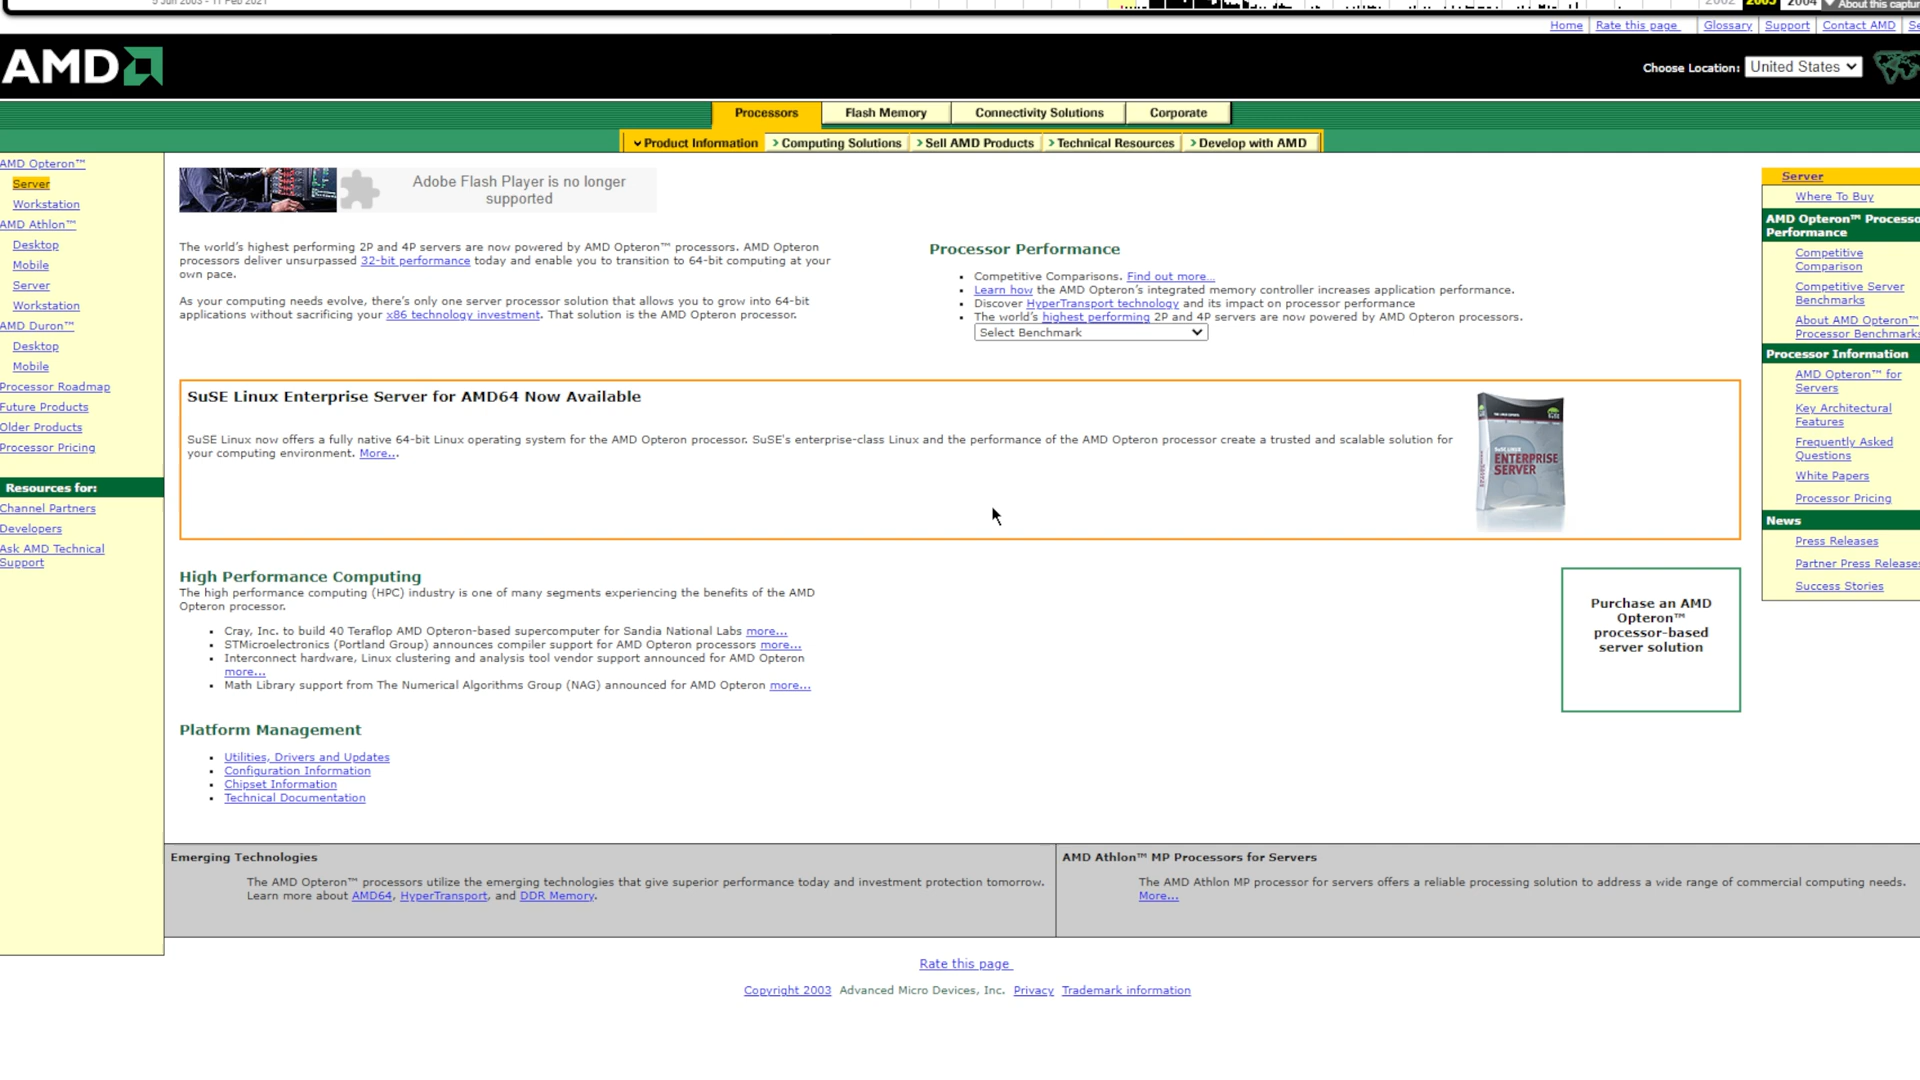 5 Jun 2003 - 11 Feb 2021
2002 2003 2004 About this captur
Home Rate this page Glossary Support Contact AMD Se
AMD
Choose Location: United States
Processors Flash Memory Connectivity Solutions Corporate
Product Information > Computing Solutions > Sell AMD Products > Technical Resources > Develop with AMD
AMD Opteron™
Server
Workstation
AMD Athlon™
Desktop
Mobile
Server
Workstation
AMD Duron™
Desktop
Mobile
Processor Roadmap
Future Products
Older Products
Processor Pricing
Resources for:
Channel Partners
Developers
Ask AMD Technical
Support
Adobe Flash Player is no longer
supported
The world's highest performing 2P and 4P servers are now powered by AMD Opteron™ processors. AMD Opteron
processors deliver unsurpassed 32-bit performance today and enable you to transition to 64-bit computing at your
own pace.
As your computing needs evolve, there's only one server processor solution that allows you to grow into 64-bit
applications without sacrificing your x86 technology investment. That solution is the AMD Opteron processor.
Processor Performance
Competitive Comparisons. Find out more...
Learn how the AMD Opteron's integrated memory controller increases application performance.
Discover HyperTransport technology and its impact on processor performance
The world's highest performing 2P and 4P servers are now powered by AMD Opteron processors.
Select Benchmark
SuSE Linux Enterprise Server for AMD64 Now Available
SuSE Linux now offers a fully native 64-bit Linux operating system for the AMD Opteron processor. SuSE's enterprise-class Linux and the performance of the AMD Opteron processor create a trusted and scalable solution for
your computing environment. More...
ENTERPRISE
SERVER
High Performance Computing
The high performance computing (HPC) industry is one of many segments experiencing the benefits of the AMD
Opteron processor.
Cray, Inc. to build 40 Teraflop AMD Opteron-based supercomputer for Sandia National Labs more...
STMicroelectronics (Portland Group) announces compiler support for AMD Opteron processors more...
Interconnect hardware, Linux clustering and analysis tool vendor support announced for AMD Opteron
more...
Math Library support from The Numerical Algorithms Group (NAG) announced for AMD Opteron more...
Purchase an AMD
Opteron™
processor-based
server solution
Platform Management
Utilities, Drivers and Updates
Configuration Information
Chipset Information
Technical Documentation
Server
Where To Buy
AMD Opteron™ Processo
Performance
Competitive
Comparison
Competitive Server
Benchmarks
About AMD Opteron™
Processor Benchmarks
Processor Information
AMD Opteron™ for
Servers
Key Architectural
Features
Frequently Asked
Questions
White Papers
Processor Pricing
News
Press Releases
Partner Press Releases
Success Stories
Emerging Technologies
The AMD Opteron™ processors utilize the emerging technologies that give superior performance today and investment protection tomorrow.
Learn more about AMD64, HyperTransport, and DDR Memory.
AMD Athlon™ MP Processors for Servers
The AMD Athlon MP processor for servers offers a reliable processing solution to address a wide range of commercial computing needs.
More...
Rate this page
Copyright 2003 Advanced Micro Devices, Inc. Privacy Trademark information